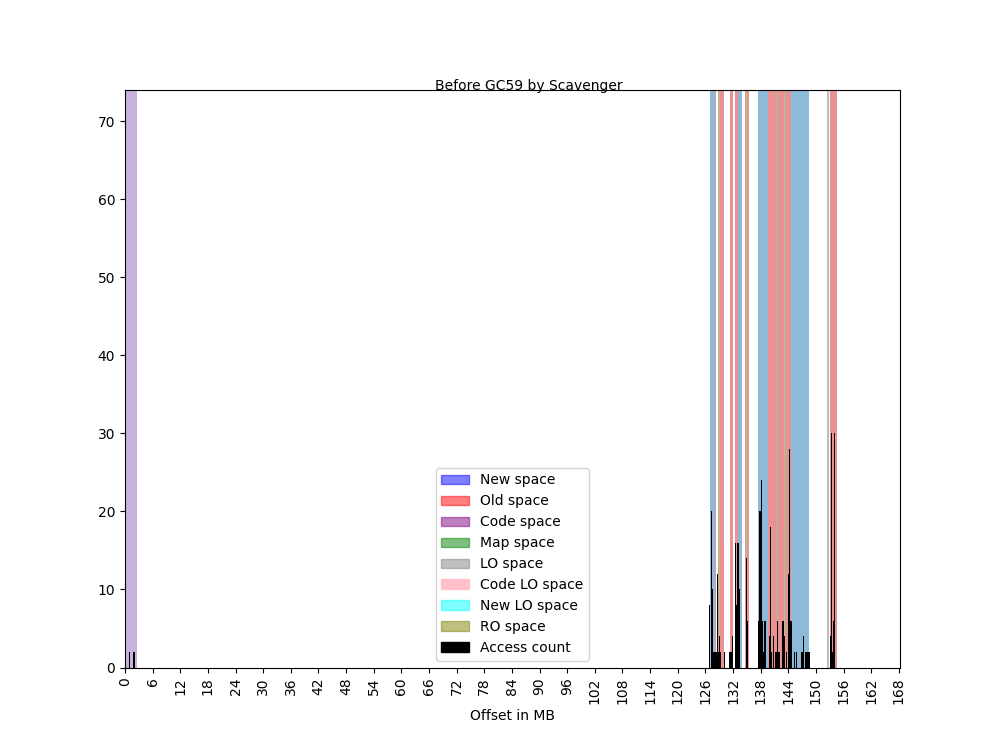 Before GC59 by Scavenger
70
60
50
40
30
20
10
0
New space
Old space
Code space
Map space
LO space
Code LO space
New LO space
RO space
Access count
0 6 12 18 24 30 36 42 48 54 60 66 72 78 84 90 96 102 108 114 120 126 132 138 144 150 156 162 168
Offset in MB